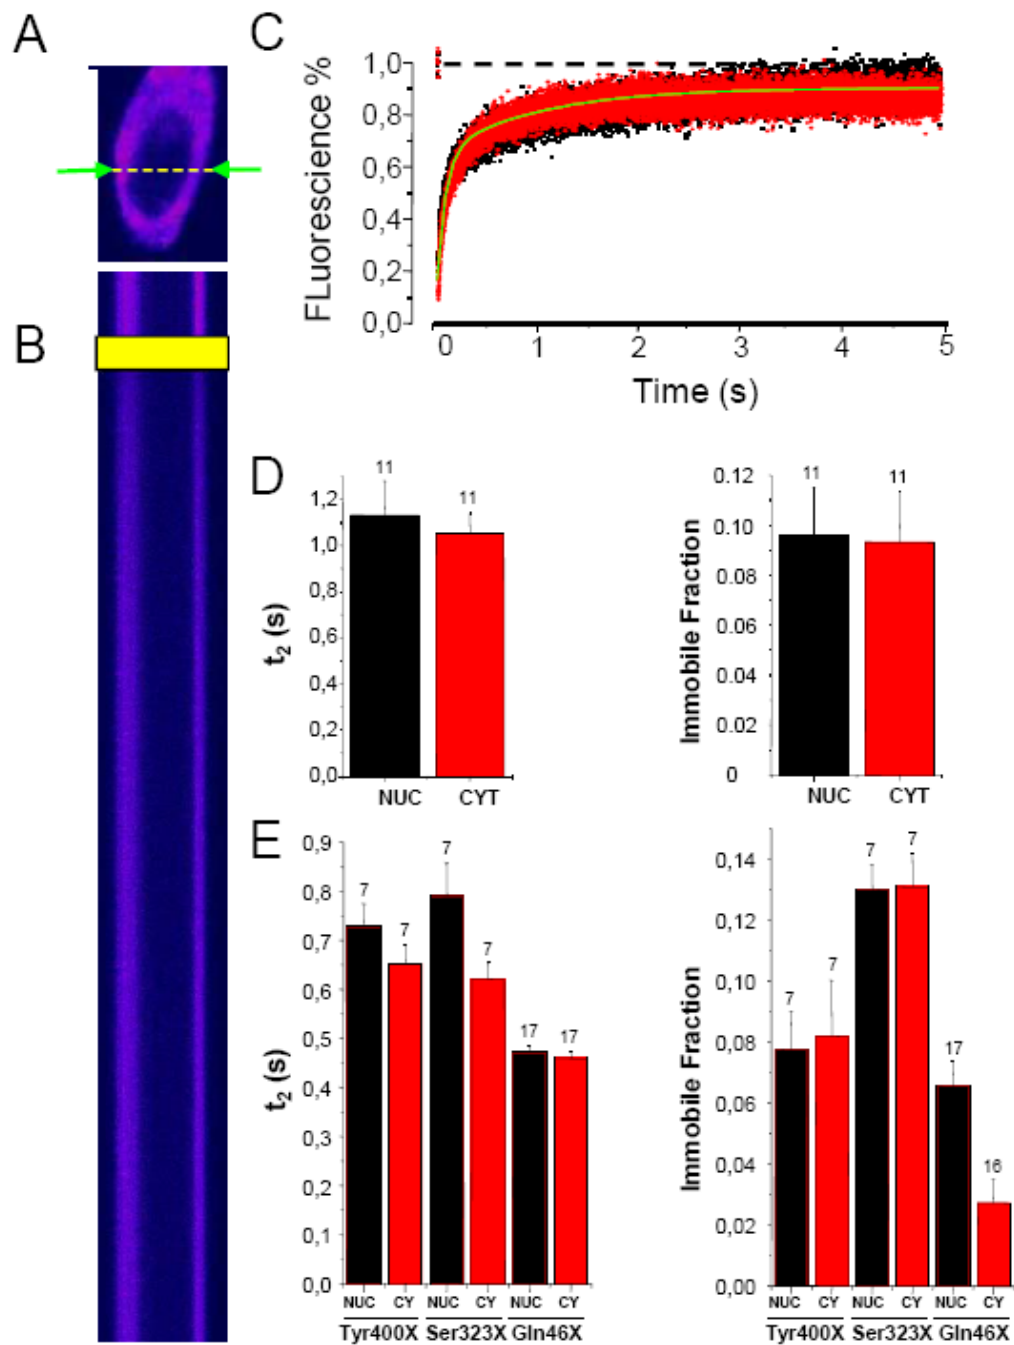 A
B
C
FLuorescience %
1,0
0,8
0,6
0,4
0,2
0,0
0 1 2 3 4 5
Time (s)
D
t2 (s)
1,2
1,0
0,8
0,6
0,4
0,2
0,0
11 11
NUC CYT
Immobile Fraction
0.12
0.10
0.08
0.06
0.04
0.02
0
11 11
NUC CYT
E
t2 (s)
0,9
0,8
0,7
0,6
0,5
0,4
0,3
0,2
0,1
0,0
7 7 7 7 17 17
NUC CY NUC CY NUC CY
Tyr400X Ser323X Gln46X
Immobile Fraction
0,14
0,12
0,10
0,08
0,06
0,04
0,02
0,00
7 7 7 7 17 16
NUC CY NUC CY NUC CY
Tyr400X Ser323X Gln46X